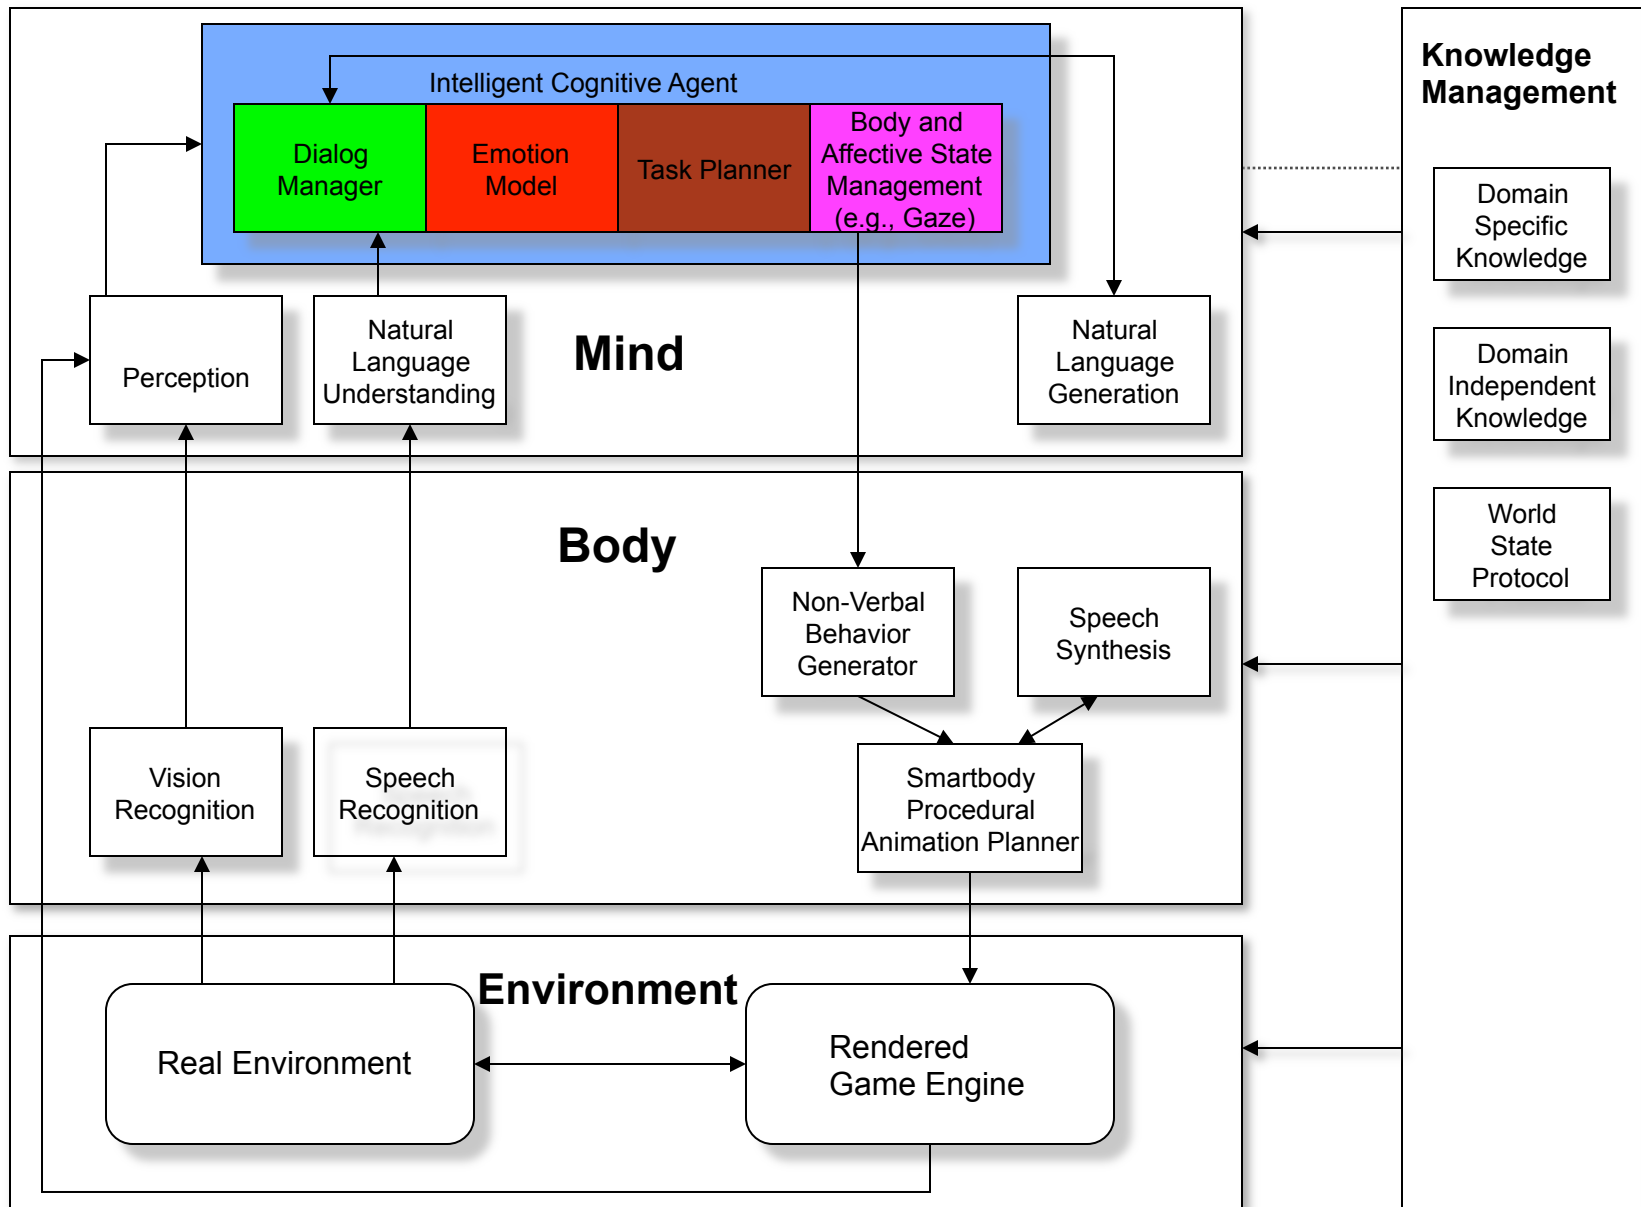 Intelligent Cognitive Agent
Dialog
Manager
Emotion
Model
Task Planner
Body and
Affective State
Management
(e.g., Gaze)
Perception
Natural
Language
Understanding
Mind
Natural
Language
Generation
Body
Non-Verbal
Behavior
Generator
Speech
Synthesis
Vision
Recognition
Speech
Recognition
Smartbody
Procedural
Animation Planner
Environment
Real Environment
Rendered
Game Engine
Knowledge
Management
Domain
Specific
Knowledge
Domain
Independent
Knowledge
World
State
Protocol